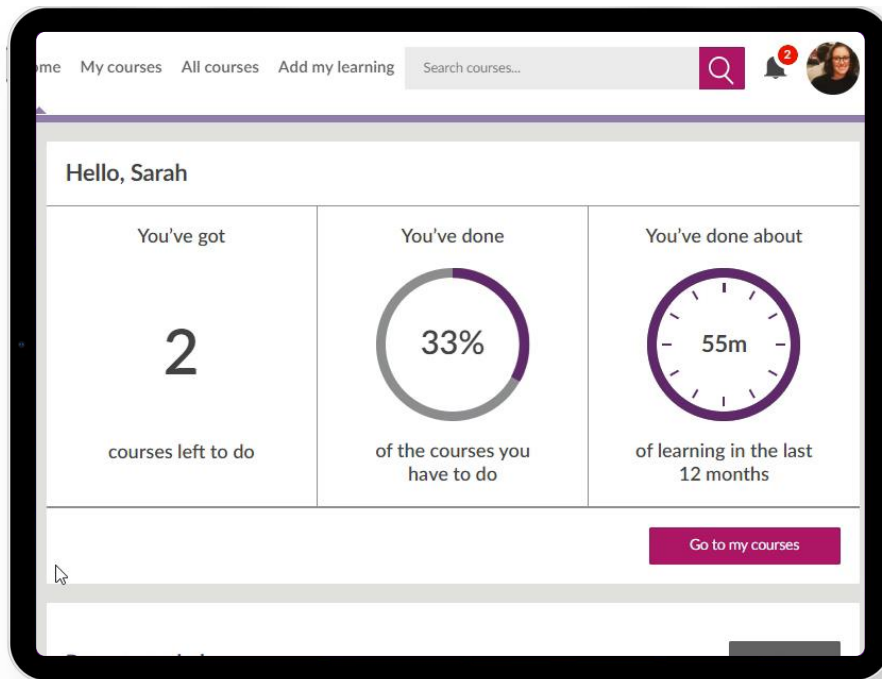 My courses All courses Add my learning Search courses... 2
Hello, Sarah
You've got
2
courses left to do
You've done
33%
of the courses you
have to do
You've done about
55m
of learning in the last
12 months
Go to my courses